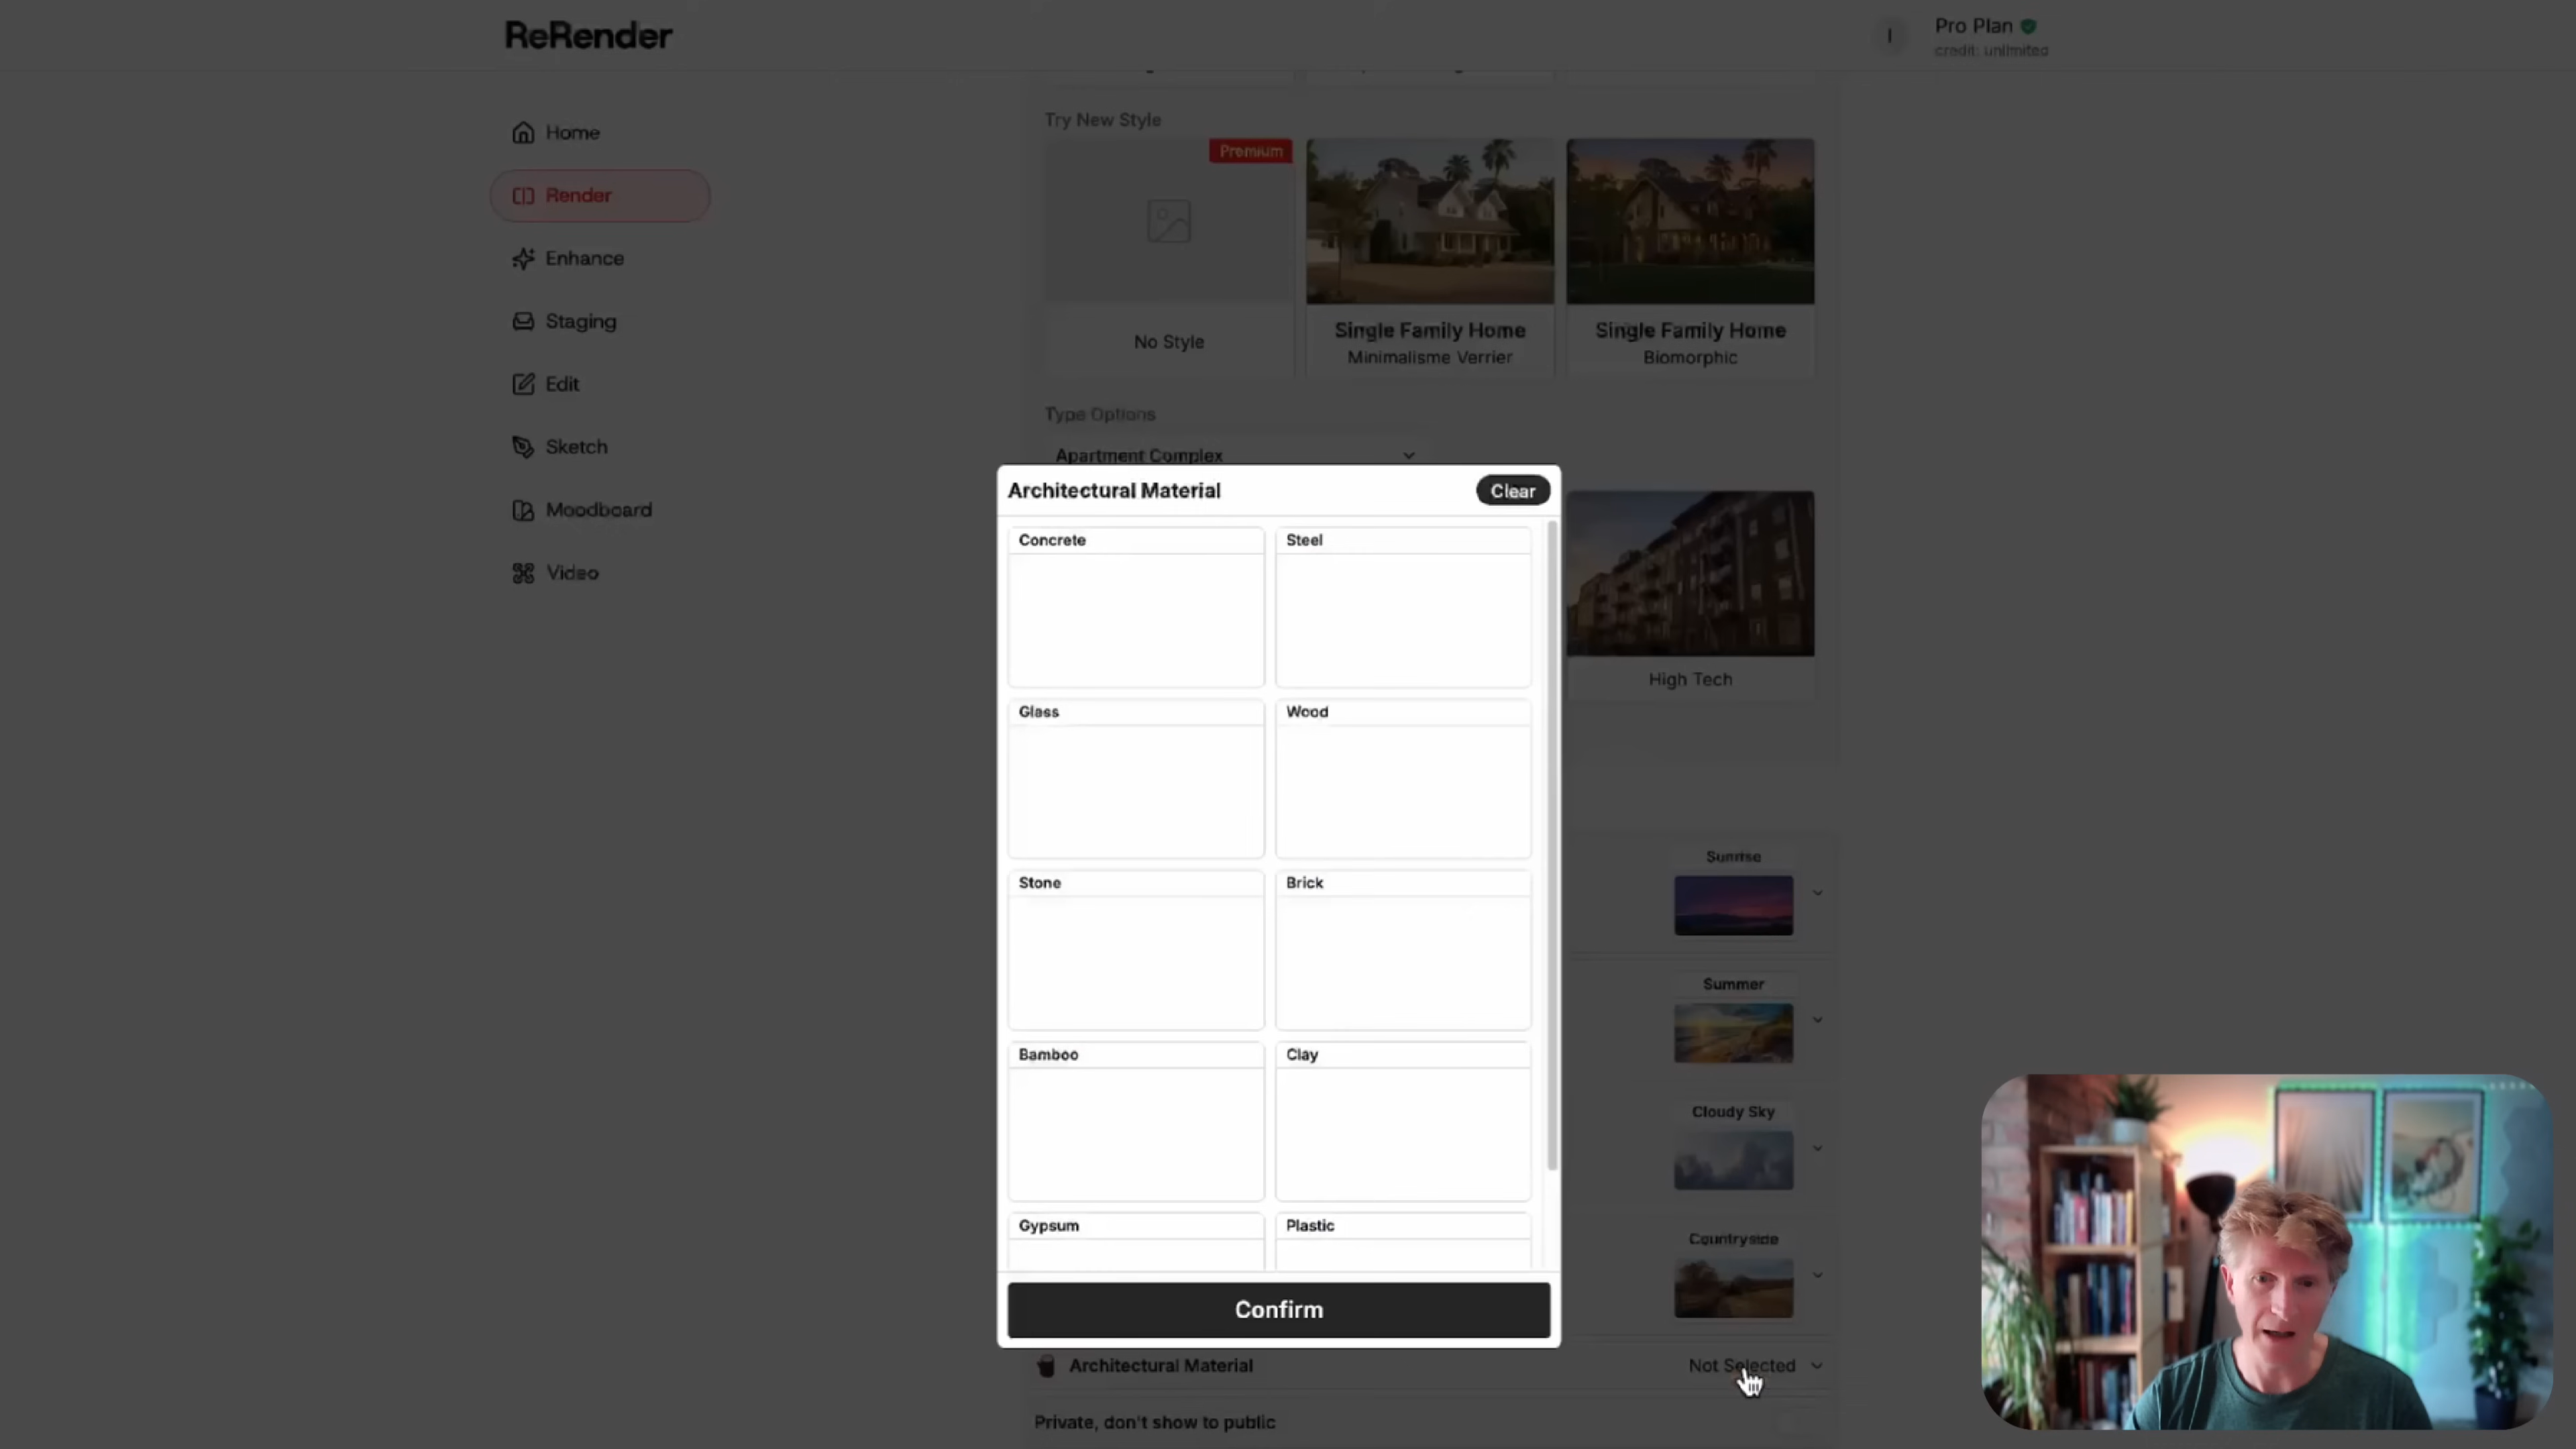 ReRender
Pro Plan
credit: unlimited
Home
Render
Enhance
Staging
Edit
Sketch
Moodboard
Video
Try New Style
Premium
No Style
Single Family Home
Minimalisme Verrier
Single Family Home
Biomorphic
Type Options
Apartment Complex
High Tech
Architectural Material
Clear
Concrete
Steel
Glass
Wood
Stone
Brick
Bamboo
Clay
Gypsum
Plastic
Confirm
Sunrise
Summer
Cloudy Sky
Countryside
Architectural Material
Not Selected
Private, don't show to public